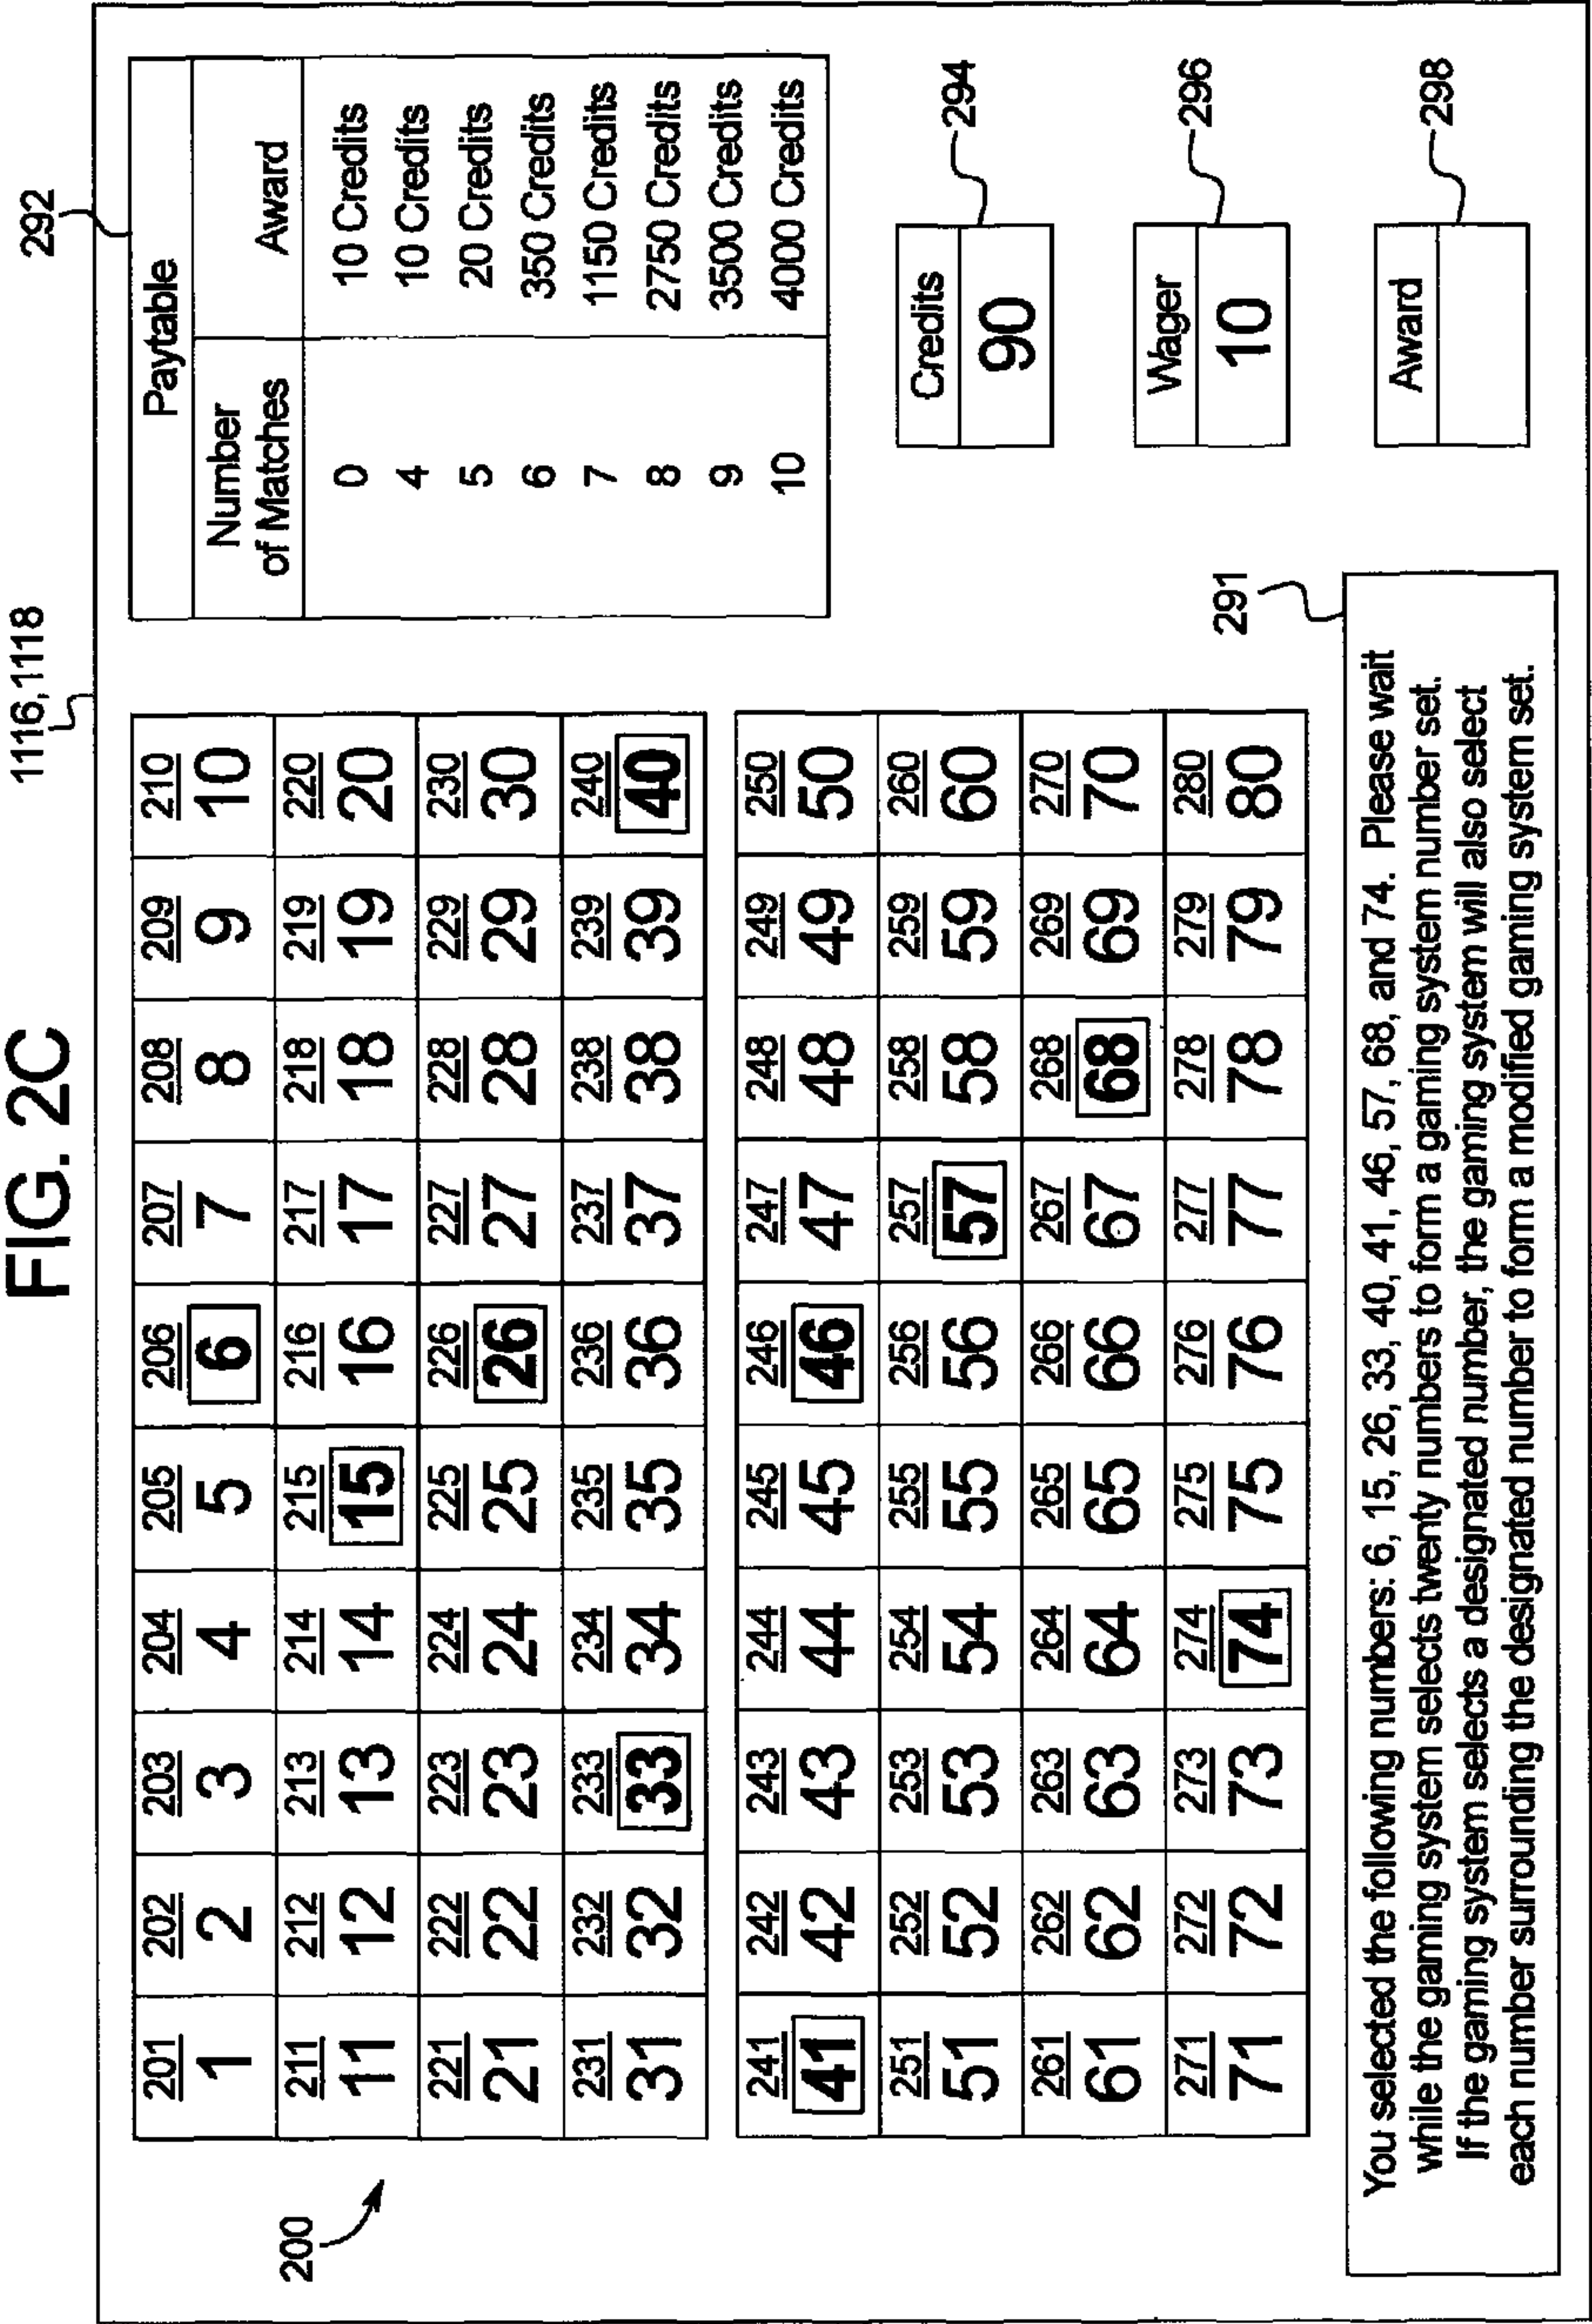 FIG. 2C
1116,1118
292
200
201 202 203 204 205 206 207 208 209 210
1 2 3 4 5 6 7 8 9 10
211 212 213 214 215 216 217 218 219 220
11 12 13 14 15 16 17 18 19 20
221 222 223 224 225 226 227 228 229 230
21 22 23 24 25 26 27 28 29 30
231 232 233 234 235 236 237 238 239 240
31 32 33 34 35 36 37 38 39 40
241 242 243 244 245 246 247 248 249 250
41 42 43 44 45 46 47 48 49 50
251 252 253 254 255 256 257 258 259 260
51 52 53 54 55 56 57 58 59 60
261 262 263 264 265 266 267 268 269 270
61 62 63 64 65 66 67 68 69 70
271 272 273 274 275 276 277 278 279 280
71 72 73 74 75 76 77 78 79 80
Paytable
Number
of Matches
Award
0 10 Credits
4 10 Credits
5 20 Credits
6 350 Credits
7 1150 Credits
8 2750 Credits
9 3500 Credits
10 4000 Credits
Credits
90
294
Wager
10
296
Award
298
291
You selected the following numbers: 6, 15, 26, 33, 40, 41, 46, 57, 68, and 74. Please wait
while the gaming system selects twenty numbers to form a gaming system number set.
If the gaming system selects a designated number, the gaming system will also select
each number surrounding the designated number to form a modified gaming system set.